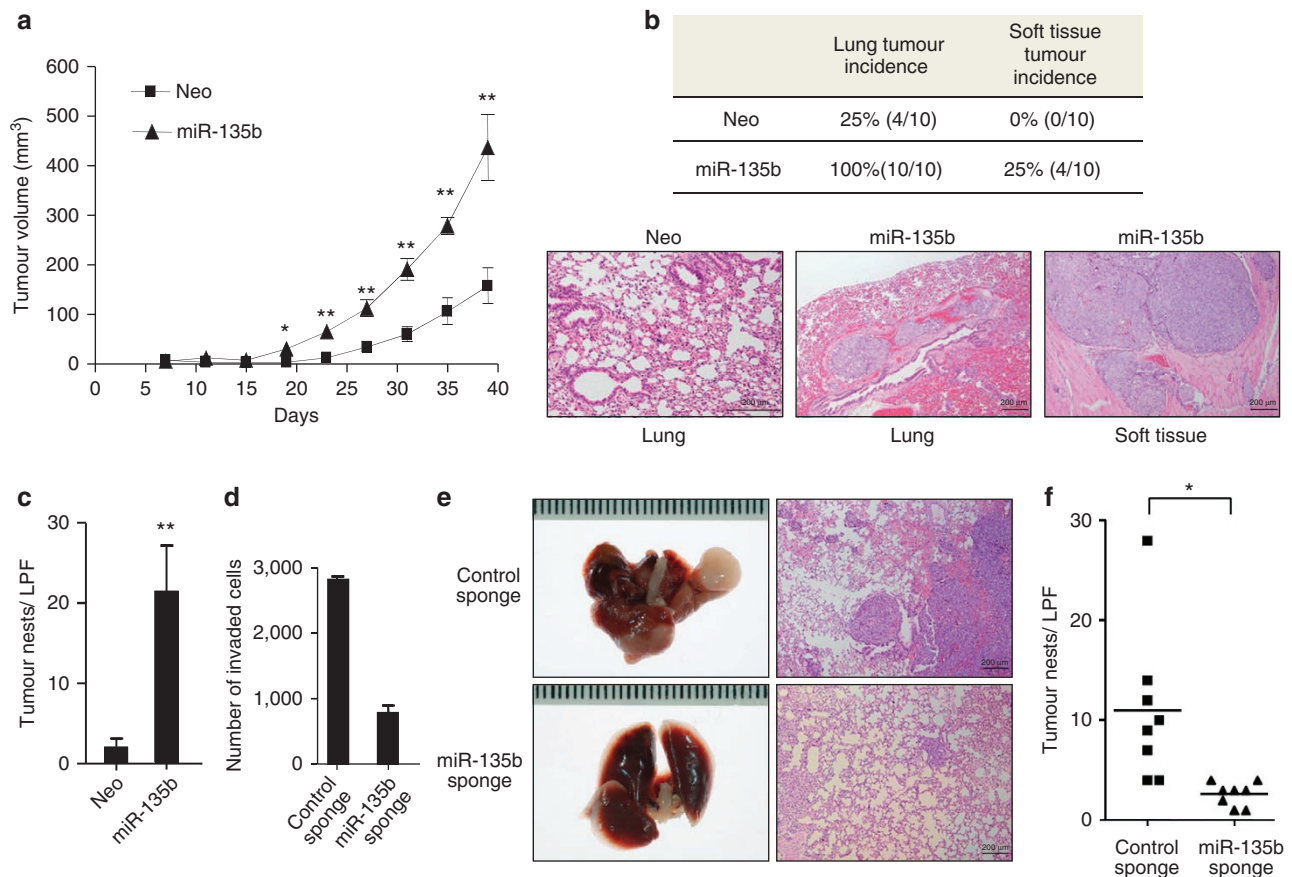 a
600
500
400
300
200
100
0
Tumour volume (mm³)
Neo
miR-135b
*
**
**
**
**
**
0 5 10 15 20 25 30 35 40
Days
b
Lung tumour incidence
Soft tissue tumour incidence
Neo 25% (4/10) 0% (0/10)
miR-135b 100%(10/10) 25% (4/10)
Neo
miR-135b
miR-135b
200 µm
200 µm
200 µm
Lung
Lung
Soft tissue
c
30
20
10
0
Tumour nests/ LPF
**
Neo
miR-135b
d
3,000
2,000
1,000
0
Number of invaded cells
Control
sponge
miR-135b
sponge
e
Control
sponge
200 µm
miR-135b
sponge
200 µm
f
*
30
20
10
0
Tumour nests/ LPF
Control
sponge
miR-135b
sponge